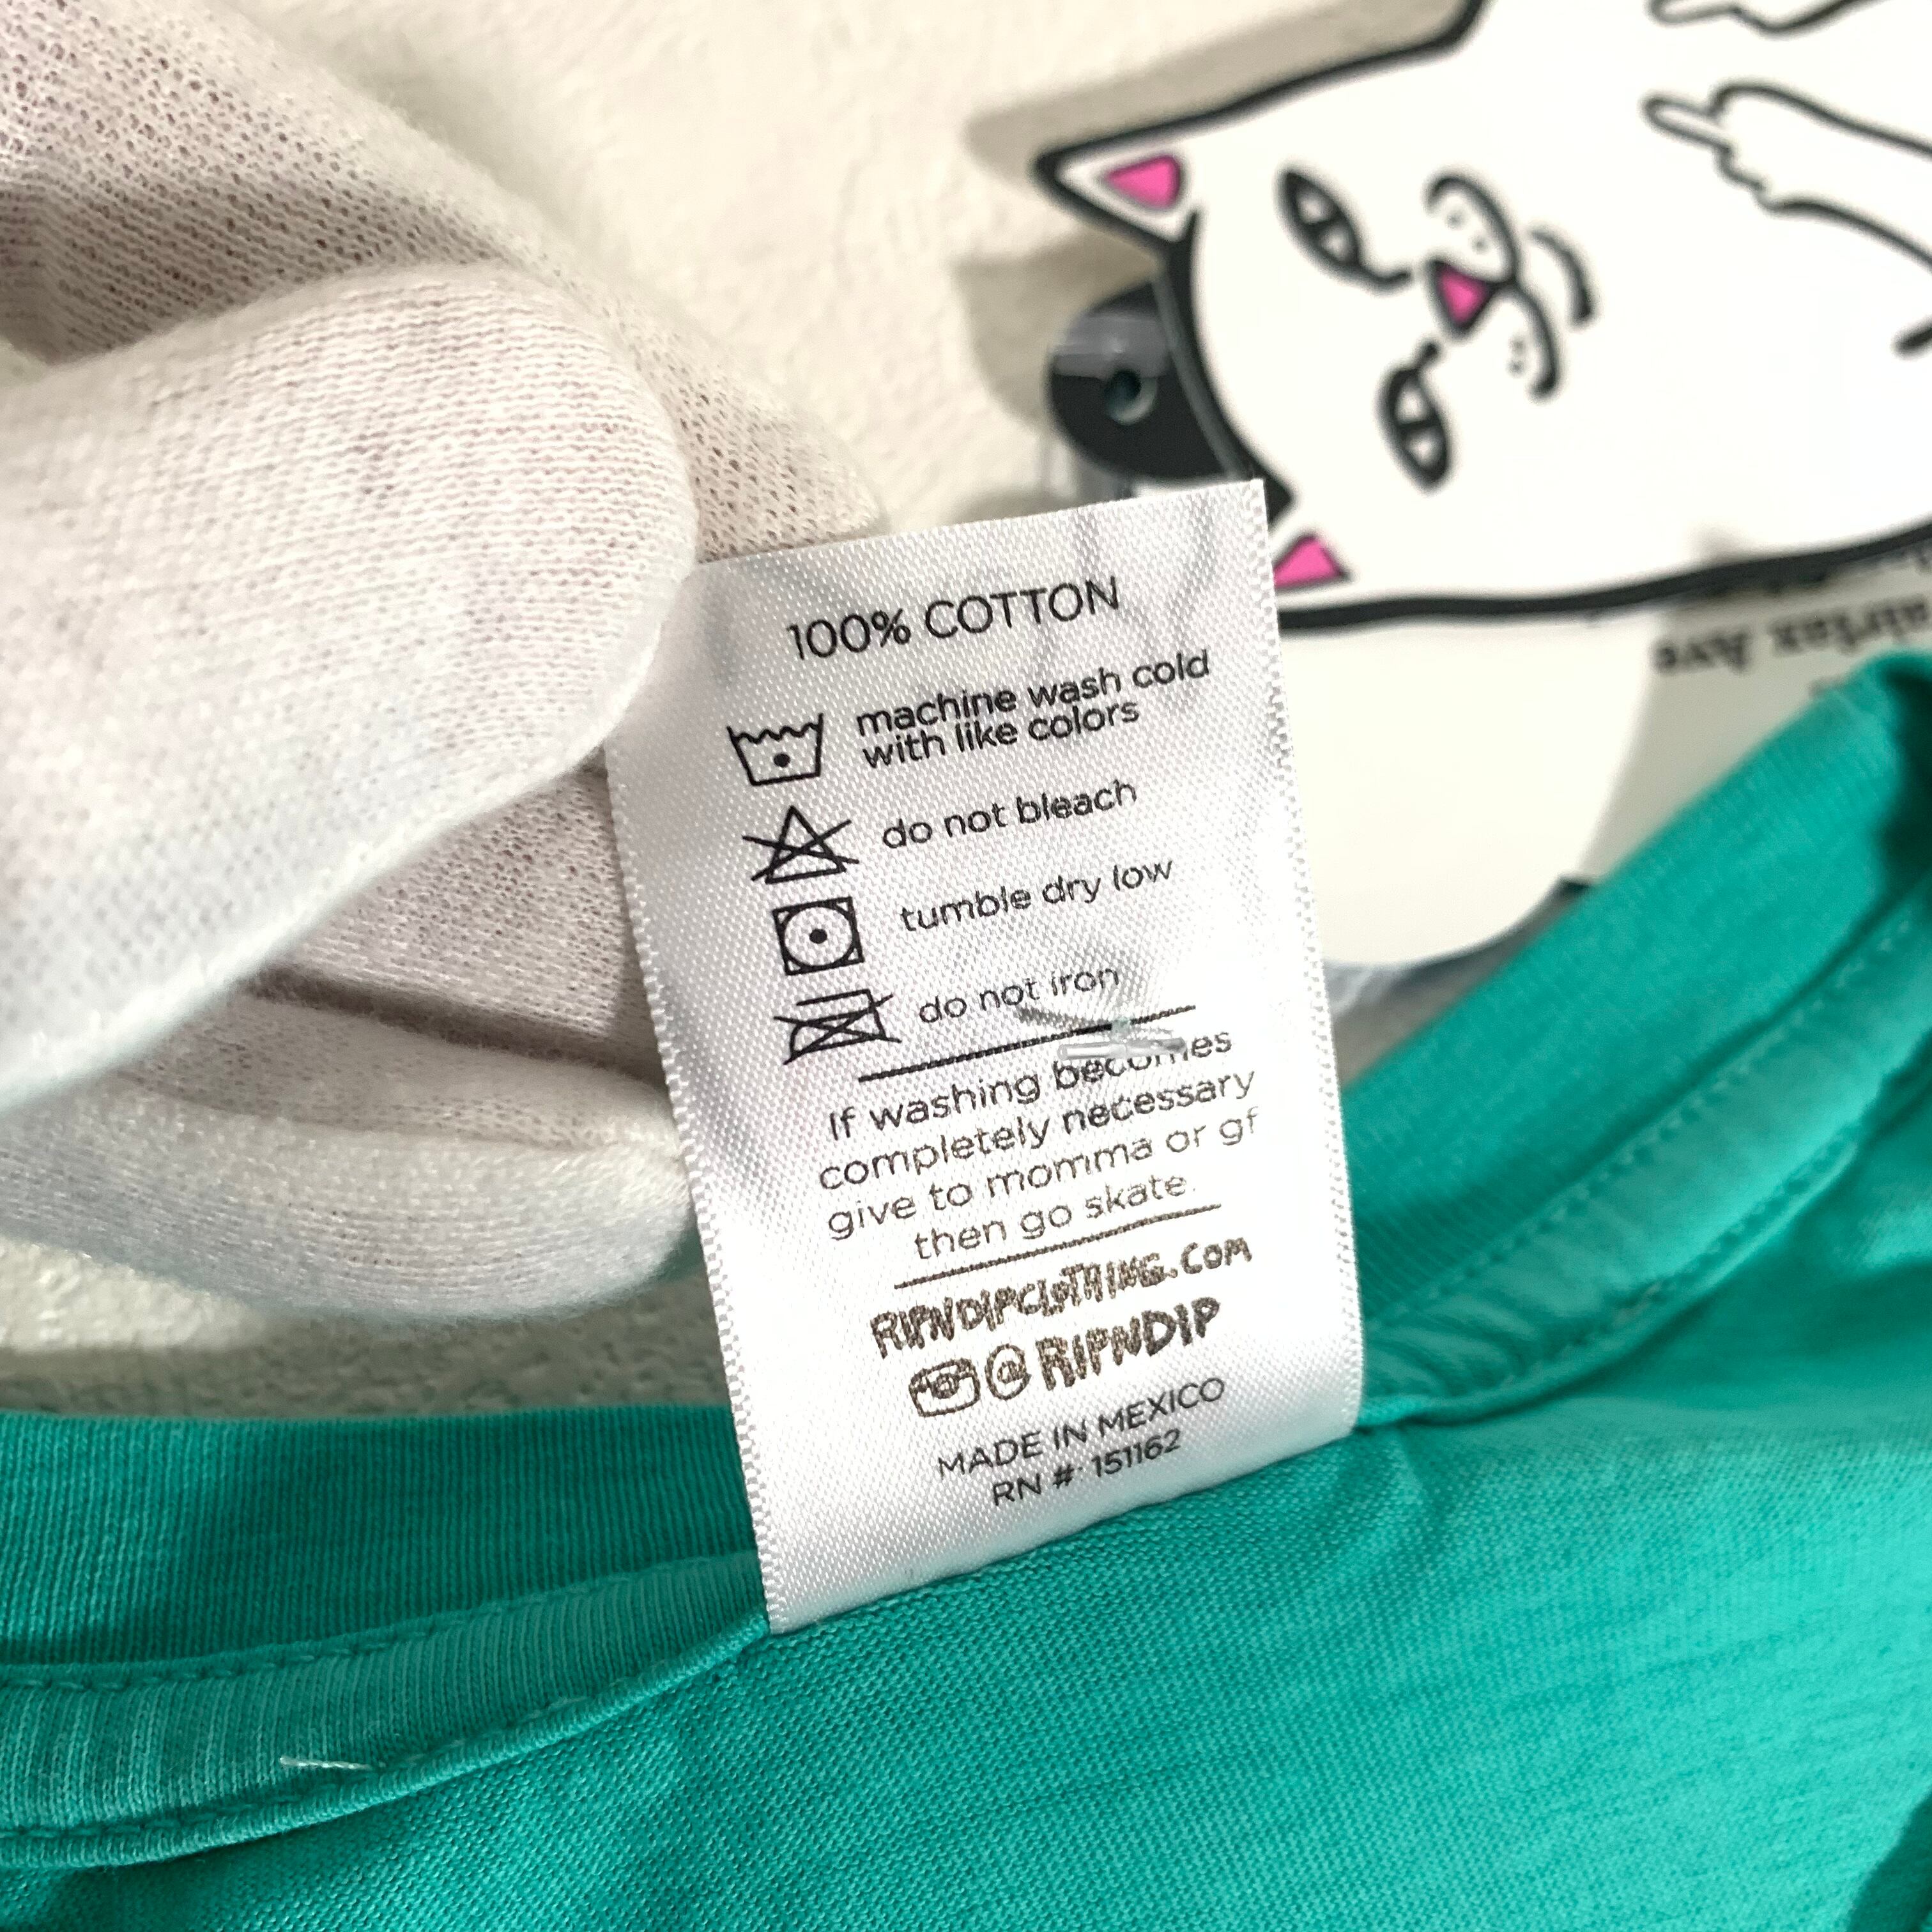 100% COTTON
machine wash cold
with like colors
do not bleach
tumble dry low
do not iron
If washing becomes
completely necessary
give to momma or gf
then go skate.
RIPNDIPCLOTHING.COM
@RIPNDIP
MADE IN MEXICO
RN #: 151162
airfax Ave